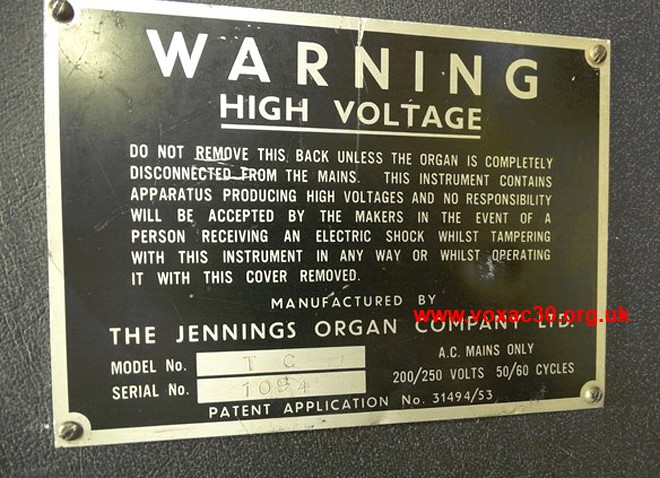 WARNING
HIGH VOLTAGE
DO NOT REMOVE THIS BACK UNLESS THE ORGAN IS COMPLETELY
DISCONNECTED FROM THE MAINS. THIS INSTRUMENT CONTAINS
APPARATUS PRODUCING HIGH VOLTAGES AND NO RESPONSIBILITY
WILL BE ACCEPTED BY THE MAKERS IN THE EVENT OF A
PERSON RECEIVING AN ELECTRIC SHOCK WHILST TAMPERING
WITH THIS INSTRUMENT IN ANY WAY OR WHILST OPERATING
IT WITH THIS COVER REMOVED.
MANUFACTURED BY
www.voxac30.org.uk
THE JENNINGS ORGAN COMPANY LTD.
MODEL No. T C 1
A.C. MAINS ONLY
SERIAL No. 1094
200/250 VOLTS 50/60 CYCLES
PATENT APPLICATION No. 31494/53